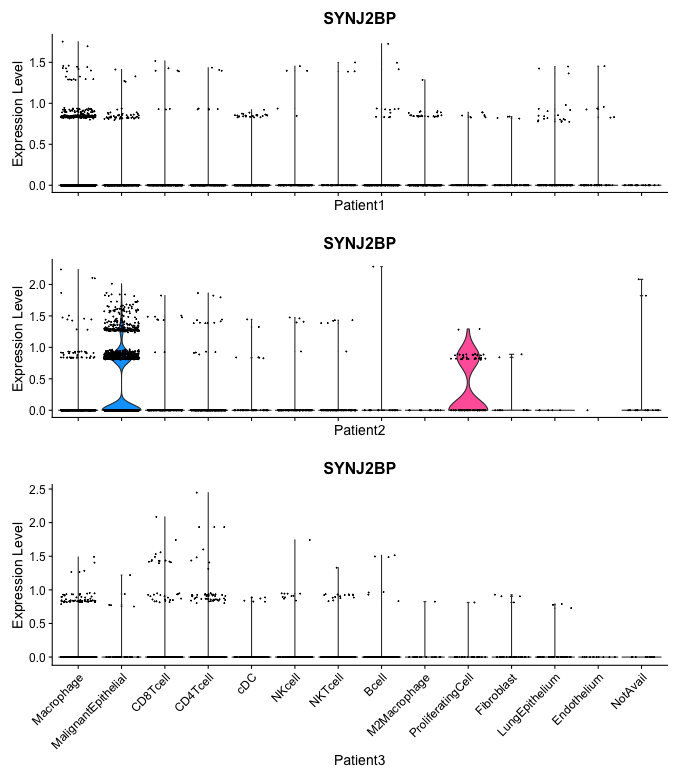 SYNJ2BP
Expression Level
1.5
1.0
0.5
0.0
Patient1
SYNJ2BP
Expression Level
2.0
1.5
1.0
0.5
0.0
Patient2
SYNJ2BP
Expression Level
2.5
2.0
1.5
1.0
0.5
0.0
Macrophage
MalignantEpithelial
CD8Tcell
CD4Tcell
cDC
NKcell
NKTcell
Bcell
M2Macrophage
ProliferatingCell
Fibroblast
LungEpithelium
Endothelium
NotAvail
Patient3